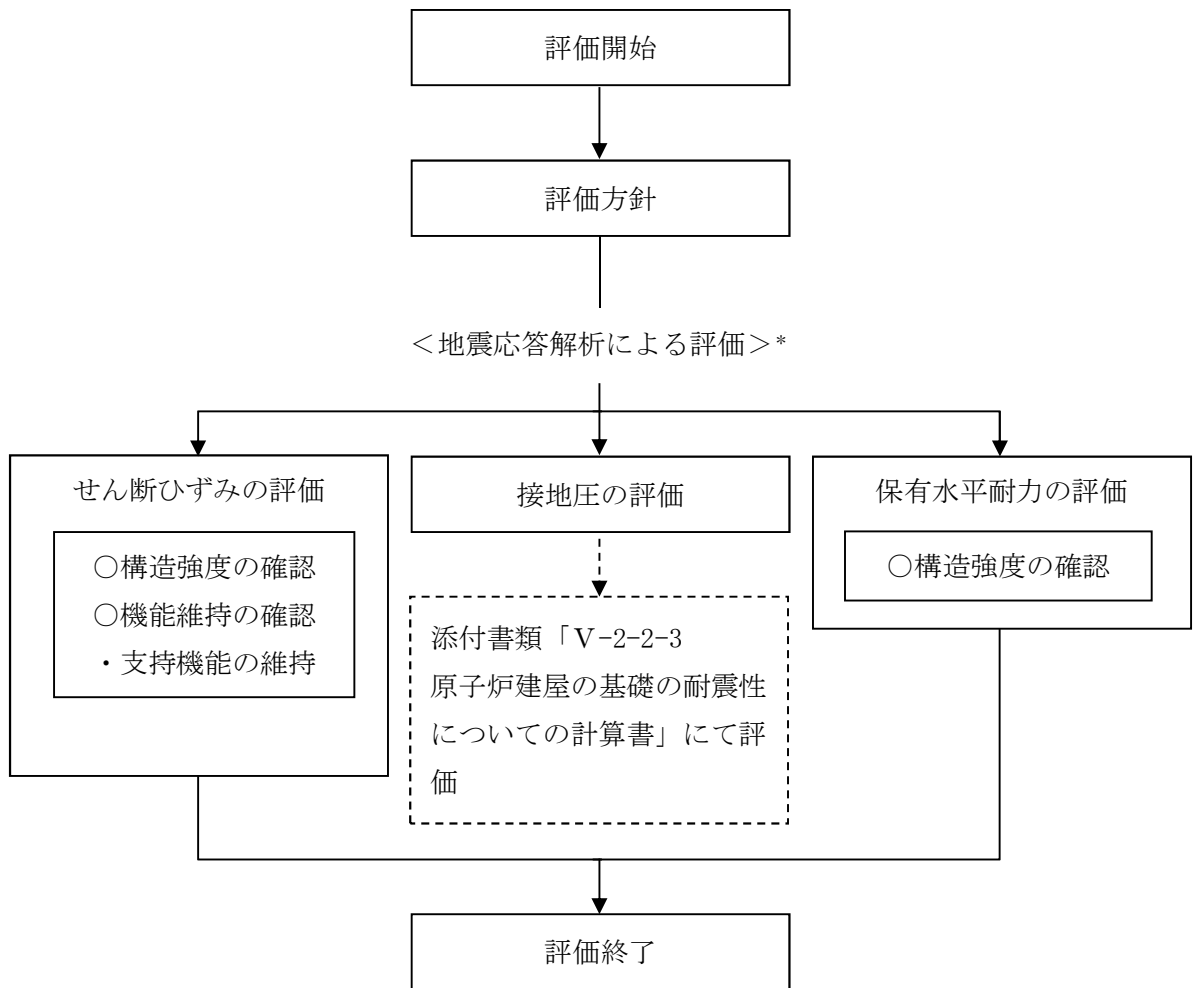 評価開始
評価方針
＜地震応答解析による評価＞*
せん断ひずみの評価
○構造強度の確認
○機能維持の確認
・支持機能の維持
接地圧の評価
添付書類「Ⅴ-2-2-3
原子炉建屋の基礎の耐震性
についての計算書」にて評
価
保有水平耐力の評価
○構造強度の確認
評価終了